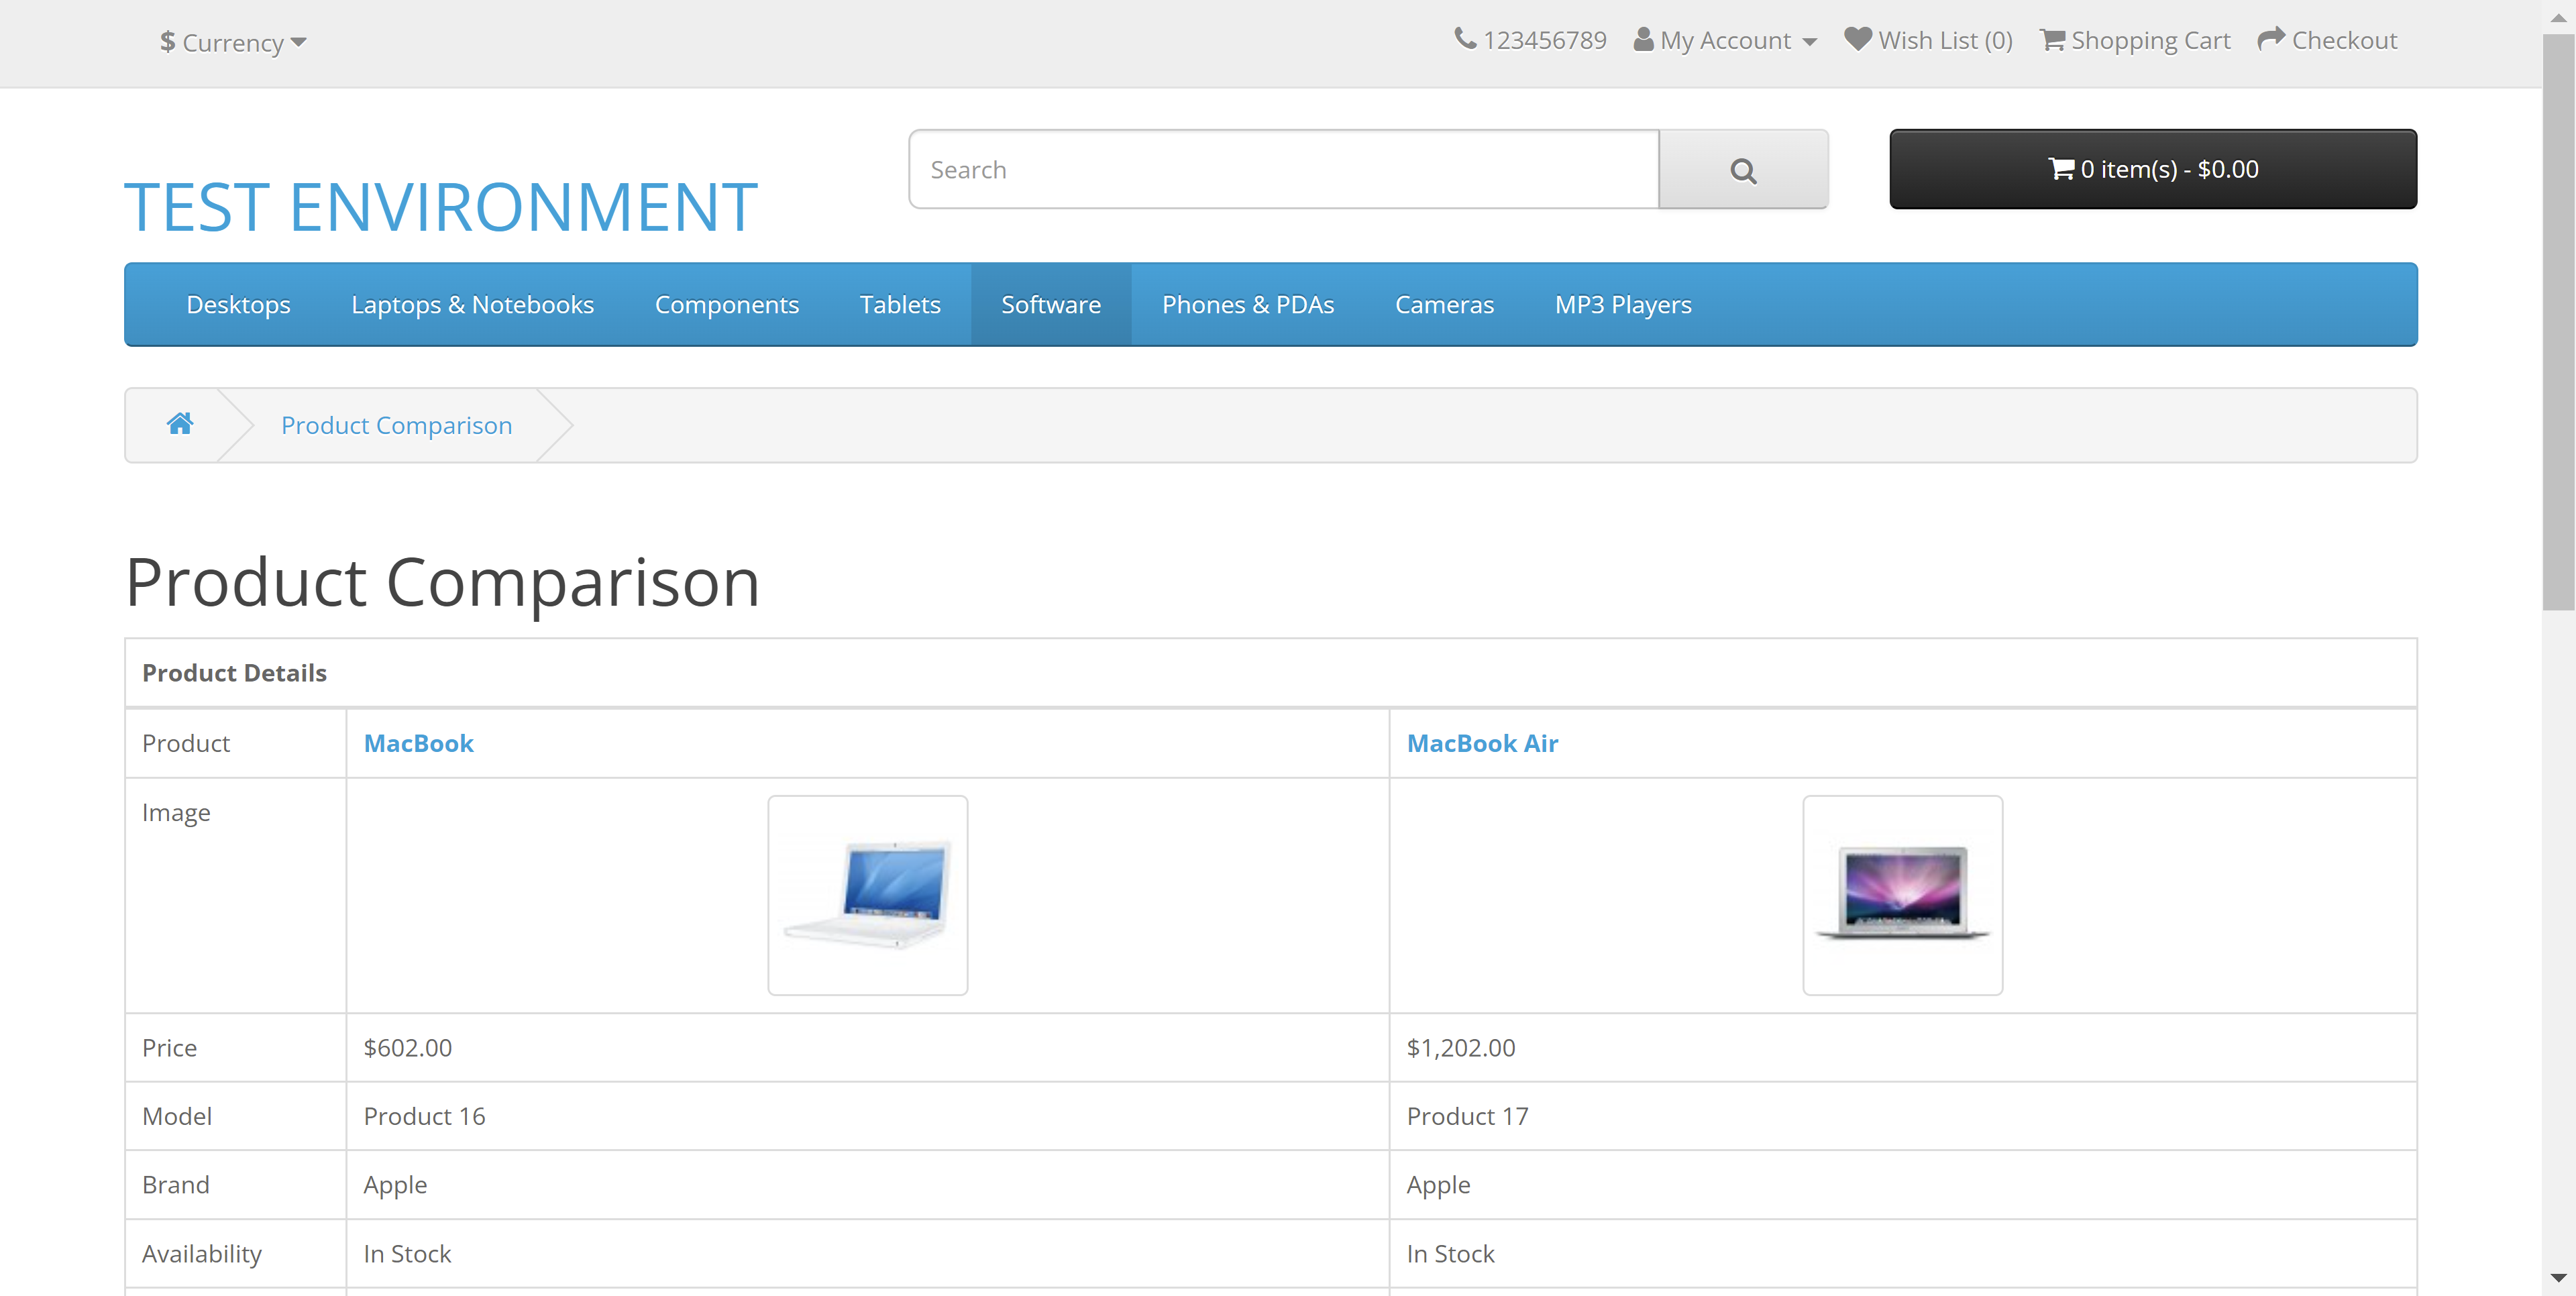 $ Currency
123456789 My Account Wish List (0) Shopping Cart Checkout
TEST ENVIRONMENT
Search
0 item(s) - $0.00
Desktops Laptops & Notebooks Components Tablets Software Phones & PDAs Cameras MP3 Players
Product Comparison
Product Comparison
Product Details
Product MacBook MacBook Air
Image
Price $602.00 $1,202.00
Model Product 16 Product 17
Brand Apple Apple
Availability In Stock In Stock